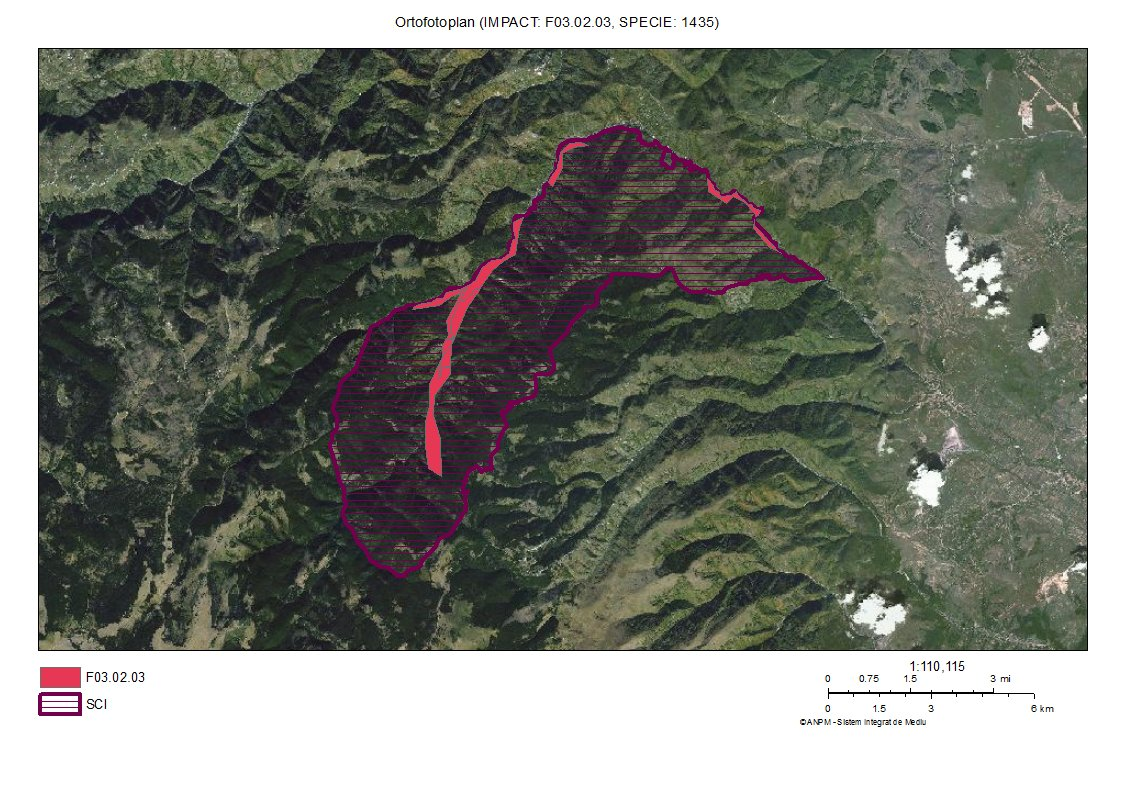 Ortofotoplan (IMPACT: F03.02.03, SPECIE: 1435)
F03.02.03
SCI
1:110,115
0 0.75 1.5 3 mi
0 1.5 3 6 km
©ANPM - Sistem Integrat de Mediu